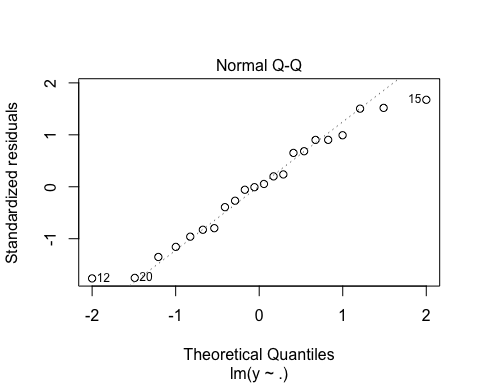 Normal Q-Q
Standardized residuals
2
1
0
-1
15
12
20
-2 -1 0 1 2
Theoretical Quantiles
lm(y ~ .)